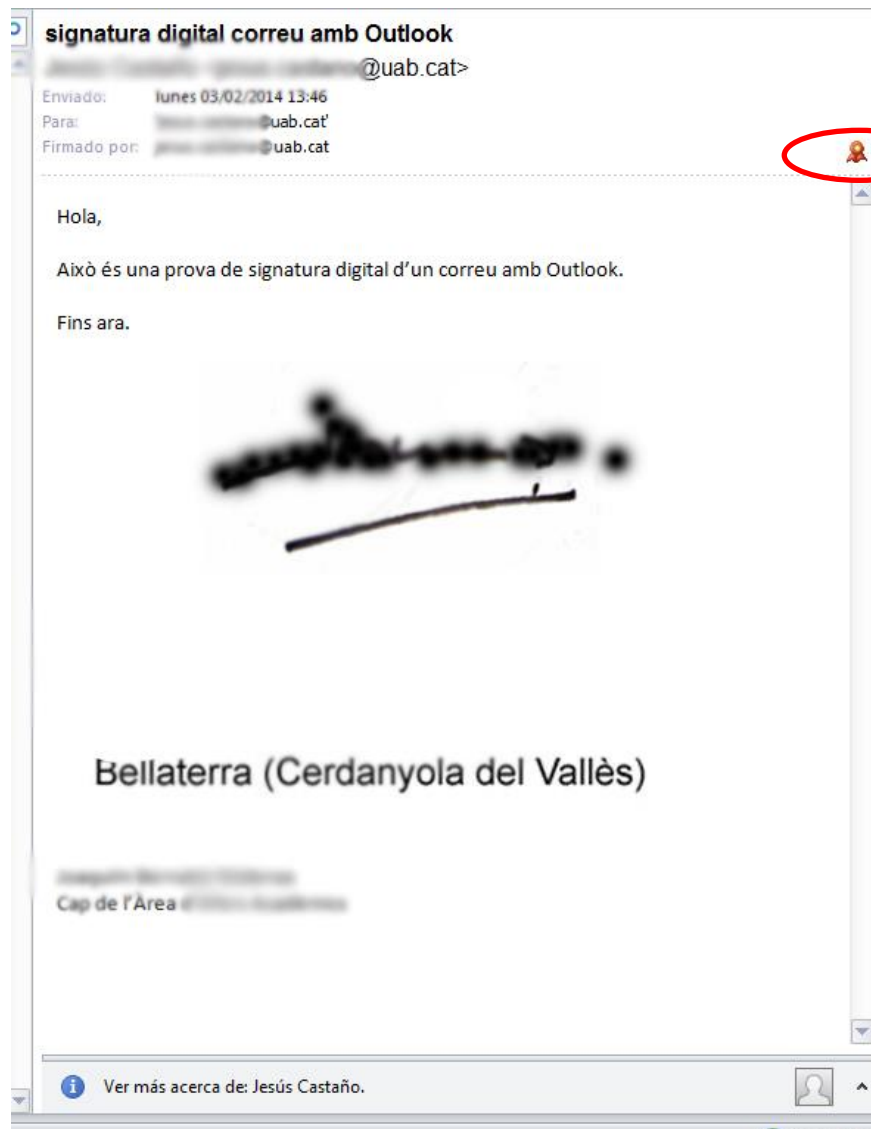 signatura digital correu amb Outlook
@uab.cat>
Enviado: lunes 03/02/2014 13:46
Para: @uab.cat'
Firmado por: @uab.cat
Hola,
Això és una prova de signatura digital d'un correu amb Outlook.
Fins ara.
Bellaterra (Cerdanyola del Vallès)
Cap de l'Àrea
Ver más acerca de: Jesús Castaño.